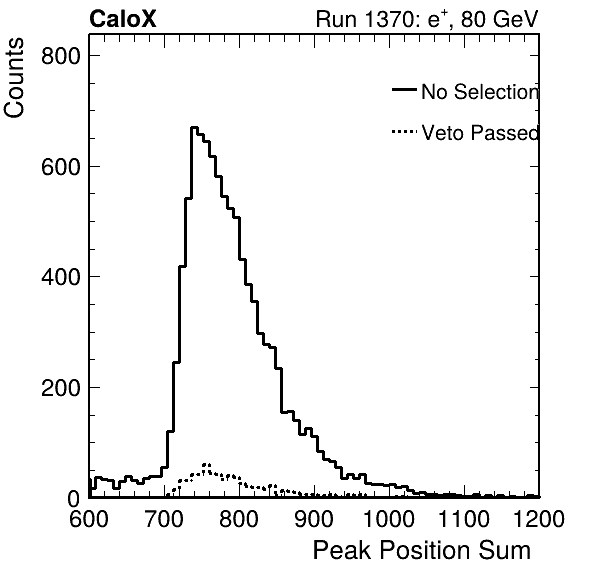 CaloX Run 1370: e⁺, 80 GeV
Counts
800
No Selection
Veto Passed
600
400
200
0
600 700 800 900 1000 1100 1200
Peak Position Sum